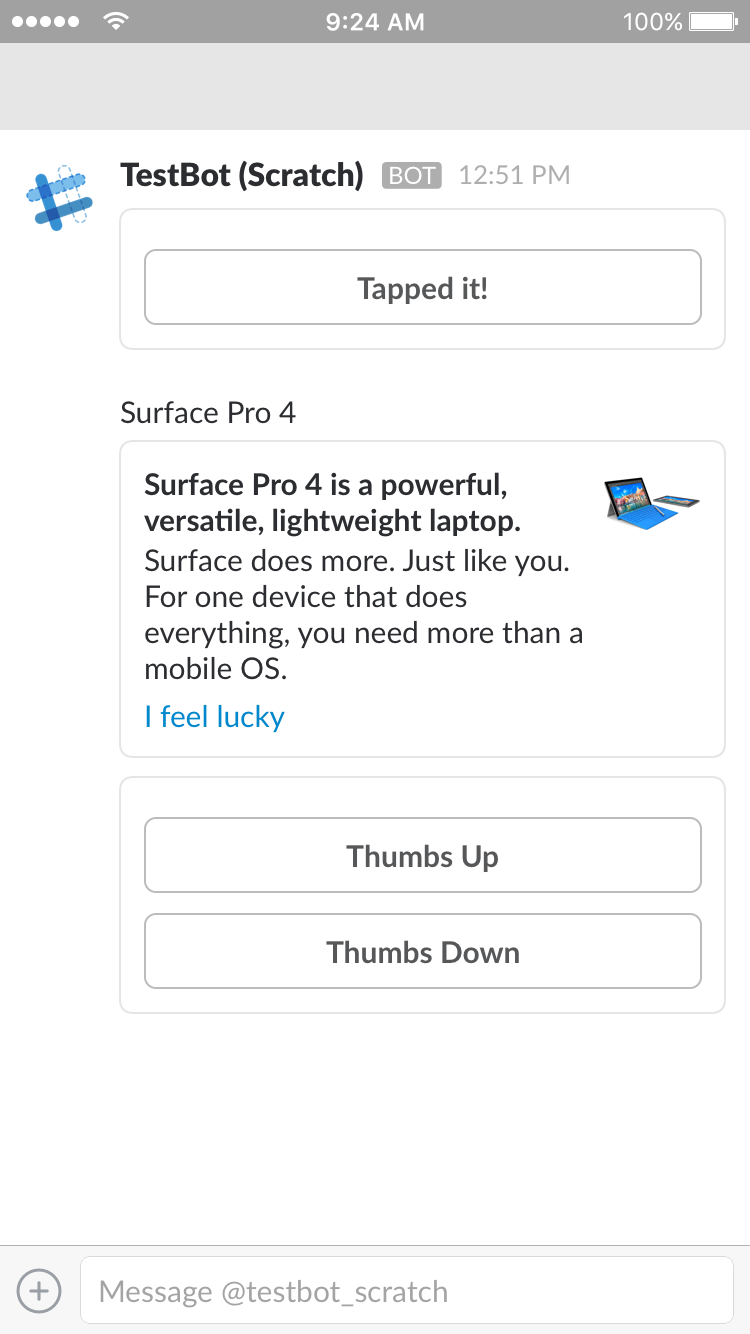 9:24 AM 100%
TestBot (Scratch) BOT 12:51 PM
Tapped it!
Surface Pro 4
Surface Pro 4 is a powerful,
versatile, lightweight laptop.
Surface does more. Just like you.
For one device that does
everything, you need more than a
mobile OS.
I feel lucky
Thumbs Up
Thumbs Down
Message @testbot_scratch